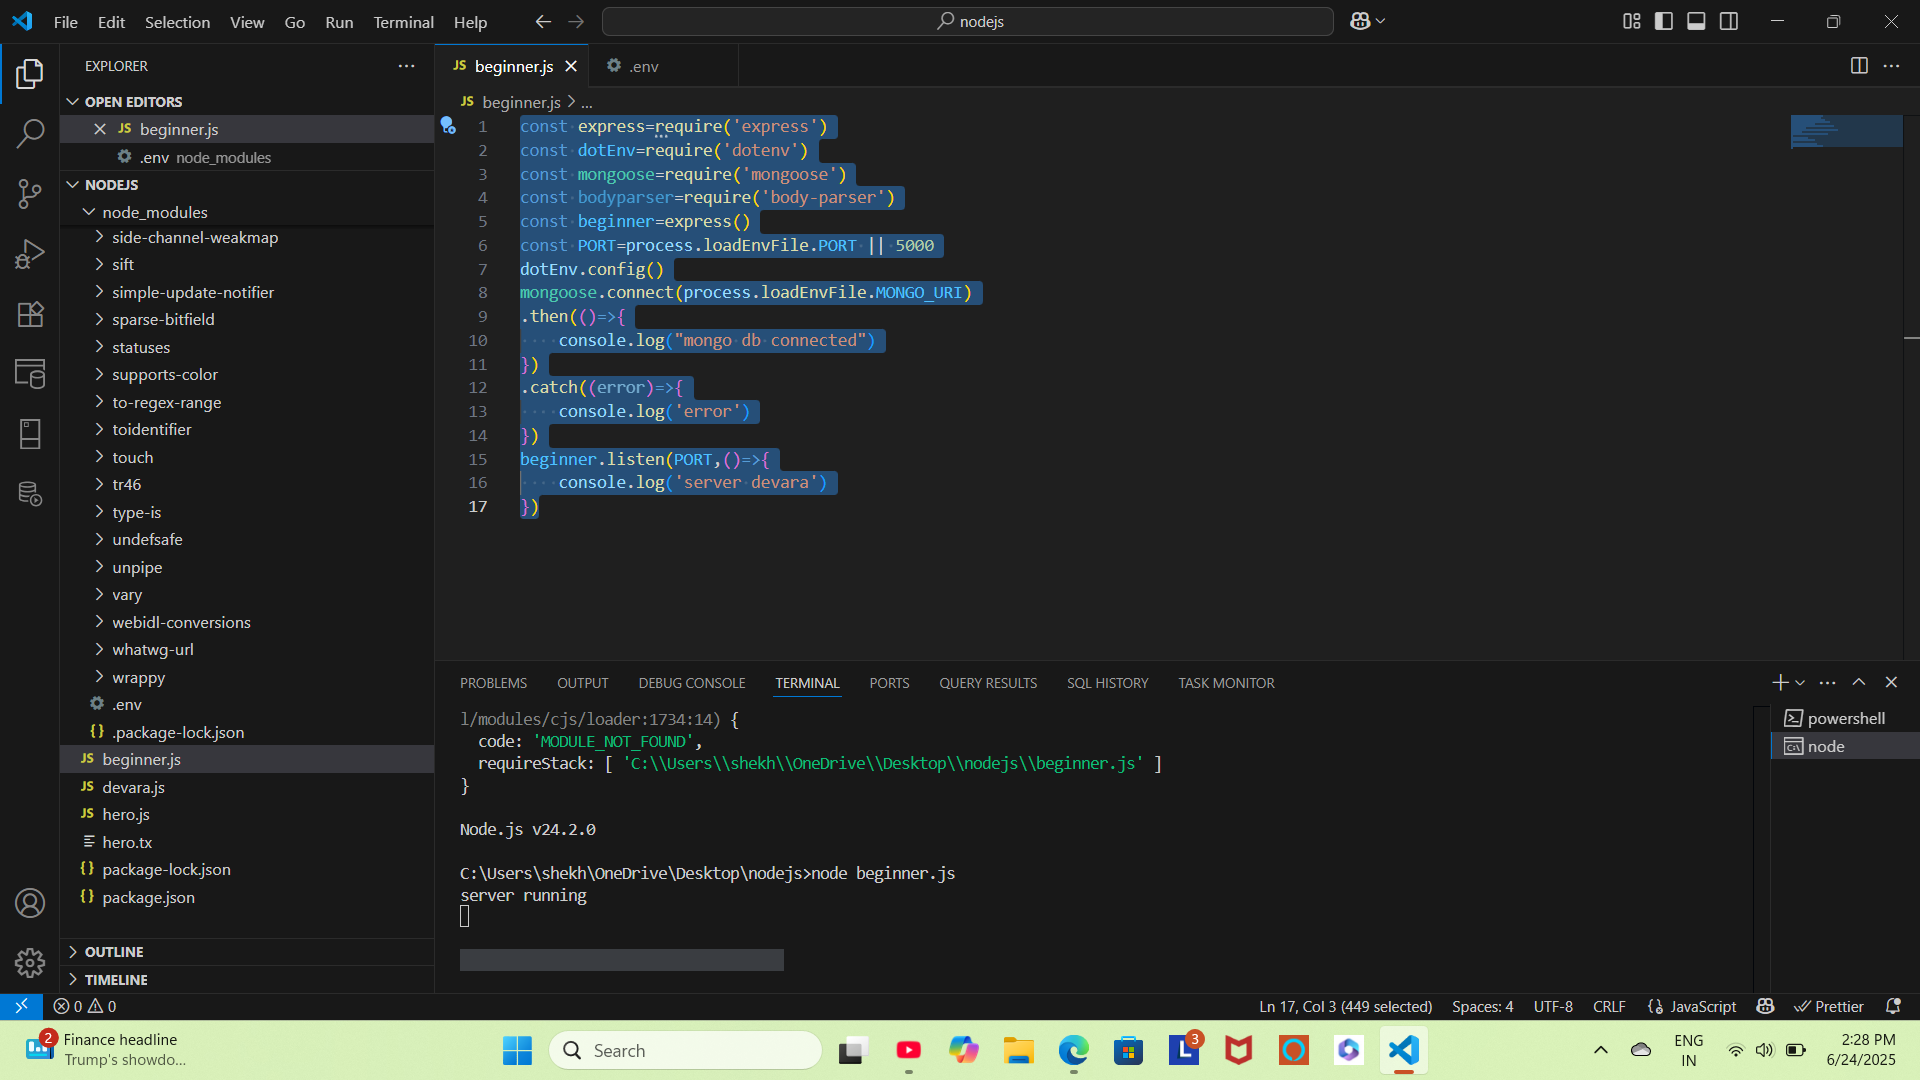 File Edit Selection View Go Run Terminal Help
nodejs
EXPLORER
OPEN EDITORS
JS beginner.js
.env node_modules
NODEJS
node_modules
side-channel-weakmap
sift
simple-update-notifier
sparse-bitfield
statuses
supports-color
to-regex-range
toidentifier
touch
tr46
type-is
undefsafe
unpipe
vary
webidl-conversions
whatwg-url
wrappy
.env
{} .package-lock.json
JS beginner.js
JS devara.js
JS hero.js
hero.tx
{} package-lock.json
{} package.json
OUTLINE
TIMELINE
JS beginner.js
.env
JS beginner.js > ...
1 const express=require('express')
2 const dotEnv=require('dotenv')
3 const mongoose=require('mongoose')
4 const bodyparser=require('body-parser')
5 const beginner=express()
6 const PORT=process.loadEnvFile.PORT || 5000
7 dotEnv.config()
8 mongoose.connect(process.loadEnvFile.MONGO_URI)
9 .then(()=>{
10 console.log("mongo db connected")
11 })
12 .catch((error)=>{
13 console.log('error')
14 })
15 beginner.listen(PORT,()=>{
16 console.log('server devara')
17 })
PROBLEMS OUTPUT DEBUG CONSOLE TERMINAL PORTS QUERY RESULTS SQL HISTORY TASK MONITOR
l/modules/cjs/loader:1734:14) {
code: 'MODULE_NOT_FOUND',
requireStack: [ 'C:\\Users\\shekh\\OneDrive\\Desktop\\nodejs\\beginner.js' ]
}
Node.js v24.2.0
C:\Users\shekh\OneDrive\Desktop\nodejs>node beginner.js
server running
powershell
node
0 0
Ln 17, Col 3 (449 selected) Spaces: 4 UTF-8 CRLF {} JavaScript Prettier
2
Finance headline
Trump's showdo...
Search
L 3
ENG
IN
2:28 PM
6/24/2025